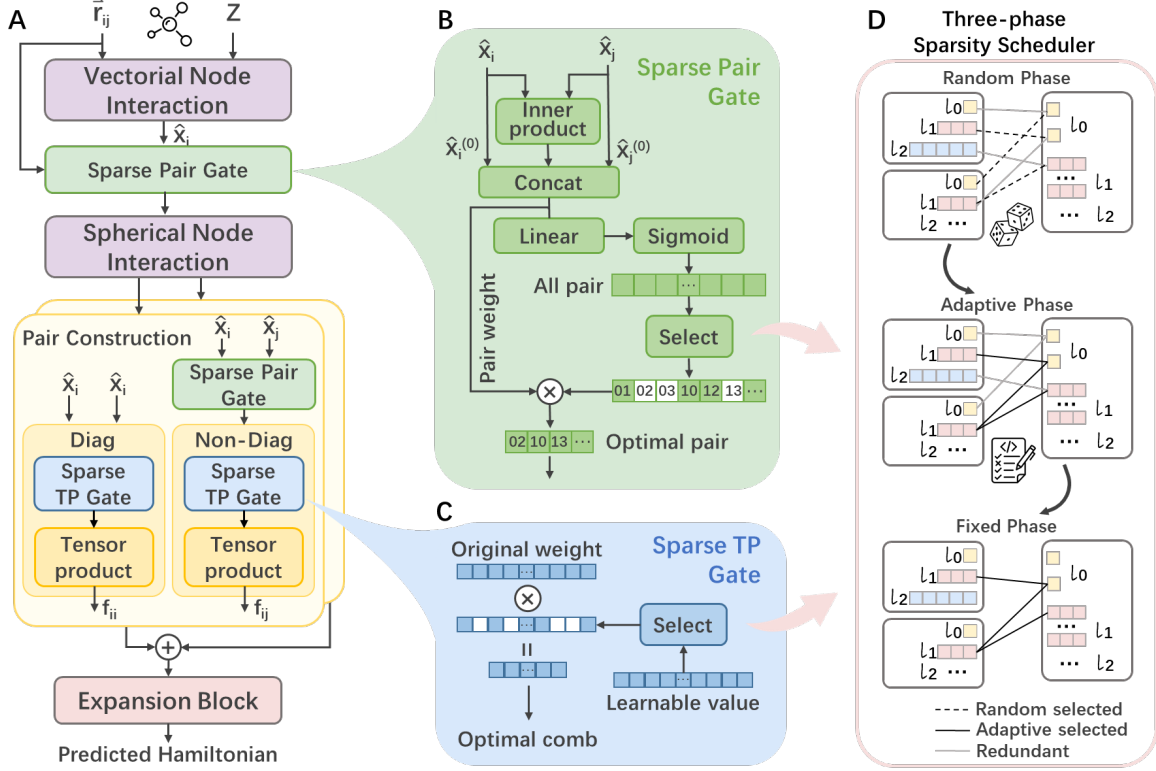 A
r⃗ij
Z
Vectorial Node
Interaction
x̂i
Sparse Pair Gate
Spherical Node
Interaction
Pair Construction
x̂i
x̂j
Sparse Pair
Gate
x̂i
x̂i
Diag
Non-Diag
Sparse
TP Gate
Sparse
TP Gate
Tensor
product
Tensor
product
fii
fij
+
Expansion Block
Predicted Hamiltonian
B
x̂i
x̂j
Sparse Pair
Gate
Inner
product
x̂i(0)
x̂j(0)
Concat
Linear
Sigmoid
Pair weight
All pair
...
Select
×
01 02 03 10 12 13 ...
02 10 13 ...
Optimal pair
C
Sparse TP
Gate
Original weight
...
×
...
Select
=
...
...
Learnable value
Optimal comb
D
Three-phase
Sparsity Scheduler
Random Phase
l0
l1
l2
l0
l1
l2 ...
l0
...
l1
... l2
Adaptive Phase
l0
l1
l2
l0
l1
l2 ...
l0
...
l1
... l2
</>
Fixed Phase
l0
l1
l2
l0
l1
l2 ...
l0
...
l1
... l2
Random selected
Adaptive selected
Redundant